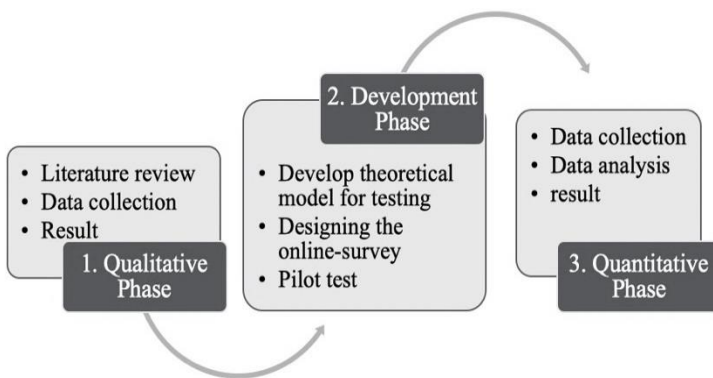 • Literature review
• Data collection
• Result
1. Qualitative
Phase
2. Development
Phase
• Develop theoretical
model for testing
• Designing the
online-survey
• Pilot test
• Data collection
• Data analysis
• result
3. Quantitative
Phase